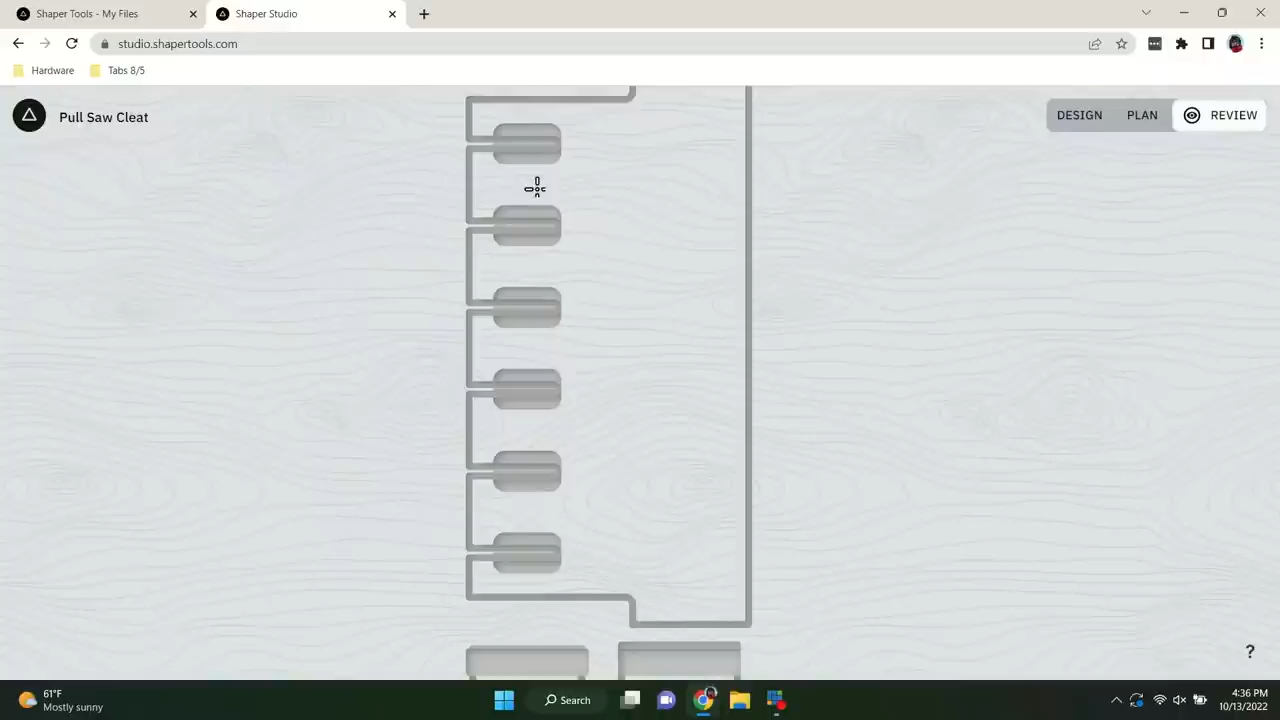 Shaper Tools - My Files
Shaper Studio
studio.shapertools.com
Hardware
Tabs 8/5
Pull Saw Cleat
DESIGN
PLAN
REVIEW
?
61°F
Mostly sunny
Search
4:36 PM
10/13/2022